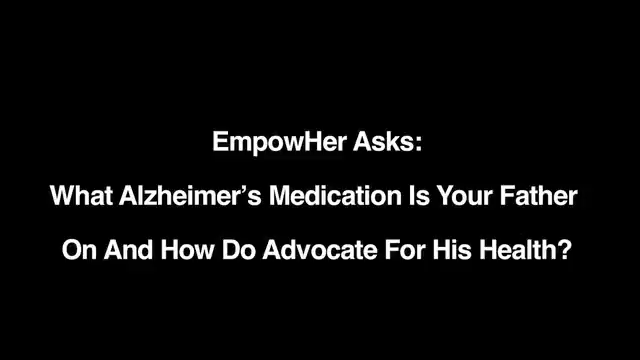 EmpowHer Asks:
What Alzheimer's Medication Is Your Father
On And How Do Advocate For His Health?